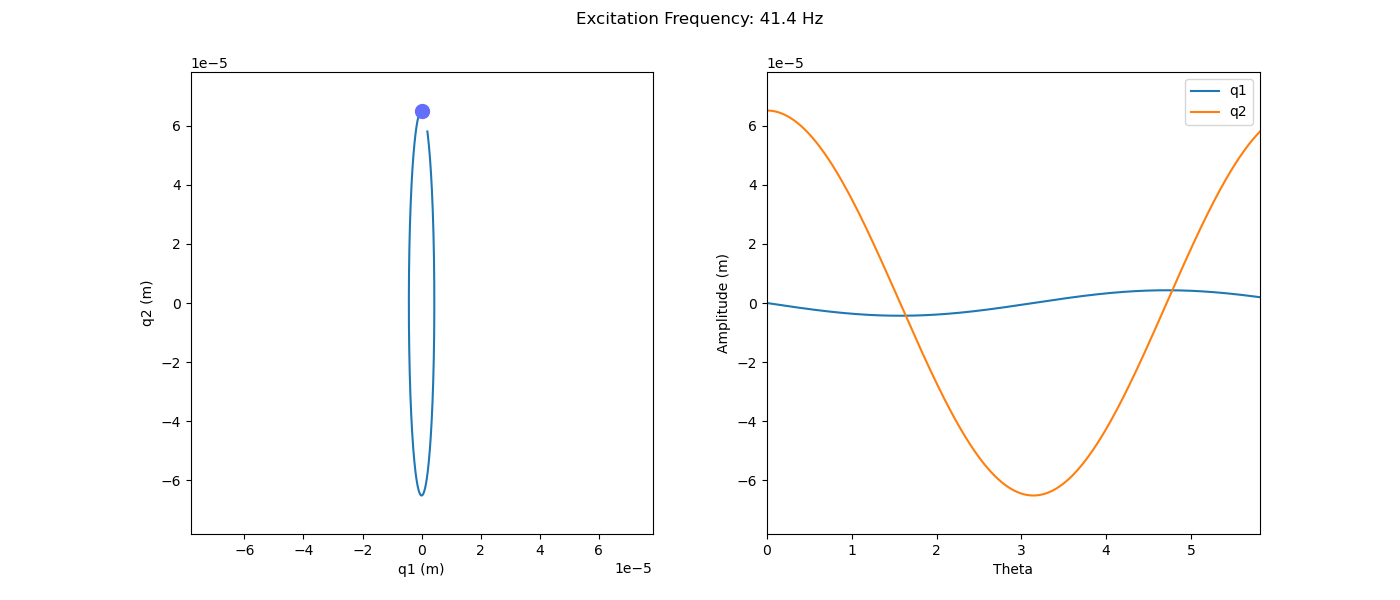 Excitation Frequency: 41.4 Hz
1e−5
6
4
2
0
−2
−4
−6
q2 (m)
−6 −4 −2 0 2 4 6
q1 (m)
1e−5
1e−5
q1
q2
6
4
2
0
−2
−4
−6
Amplitude (m)
0 1 2 3 4 5
Theta